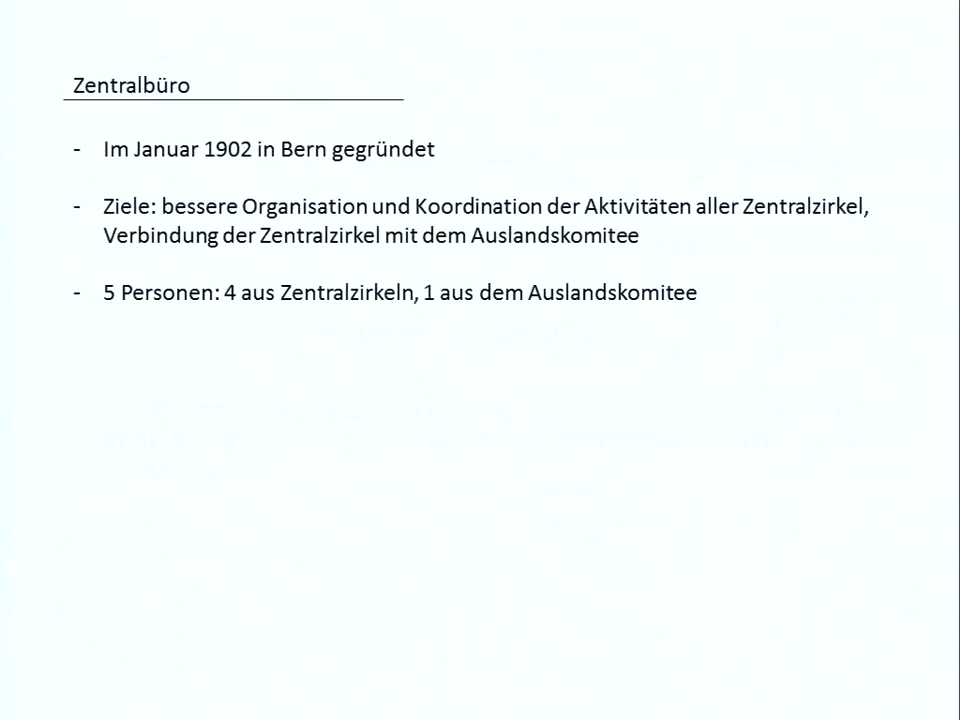 Zentralbüro
- Im Januar 1902 in Bern gegründet
- Ziele: bessere Organisation und Koordination der Aktivitäten aller Zentralzirkel,
Verbindung der Zentralzirkel mit dem Auslandskomitee
- 5 Personen: 4 aus Zentralzirkeln, 1 aus dem Auslandskomitee